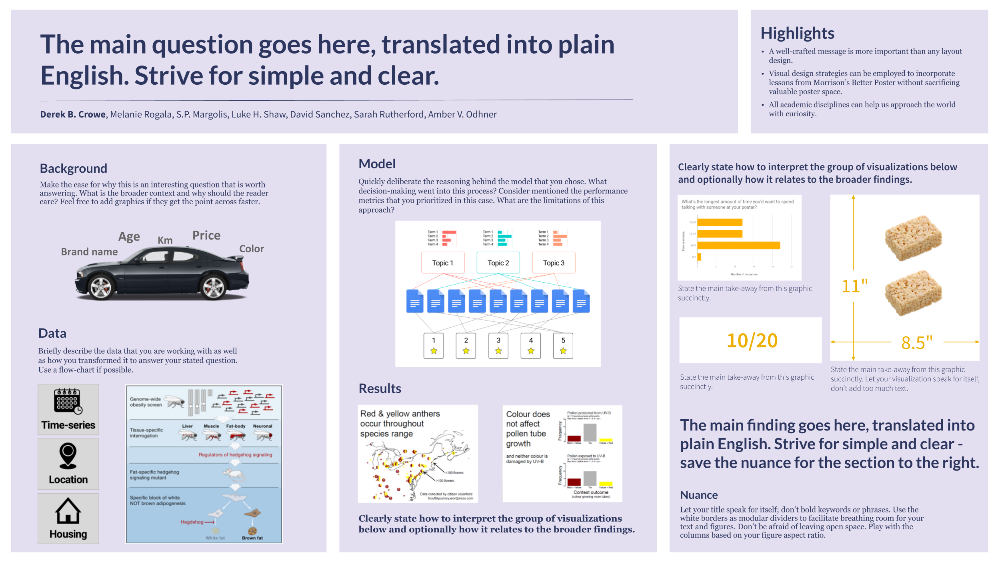 The main question goes here, translated into plain
English. Strive for simple and clear.
Derek B. Crowe, Melanie Rogala, S.P. Margolis, Luke H. Shaw, David Sanchez, Sarah Rutherford, Amber V. Odhner
Highlights
• A well-crafted message is more important than any layout
design.
• Visual design strategies can be employed to incorporate
lessons from Morrison’s Better Poster without sacrificing
valuable poster space.
• All academic disciplines can help us approach the world
with curiosity.
Background
Make the case for why this is an interesting question that is worth
answering. What is the broader context and why should the reader
care? Feel free to add graphics if they get the point across faster.
Brand name
Age
Km
Price
Color
Data
Briefly describe the data that you are working with as well
as how you transformed it to answer your stated question.
Use a flow-chart if possible.
Time-series
Location
Housing
Genome-wide
obesity screen
Tissue-specific
interrogation
Liver Muscle Fat-body Neuronal
Regulators of hedgehog signaling
Fat-specific hedgehog
signaling mutant
Specific block of white
NOT brown adipogenesis
Hegdehog
White fat Brown fat
Model
Quickly deliberate the reasoning behind the model that you chose. What
decision-making went into this process? Consider mentioned the performance
metrics that you prioritized in this case. What are the limitations of this
approach?
Term 1
Term 2
Term 3
Term 4
Term 1
Term 2
Term 3
Term 4
Term 1
Term 2
Term 3
Term 4
Topic 1 Topic 2 Topic 3
1 2 3 4 5
Results
Red & yellow anthers
occur throughout
species range
≤100 flowers
>100 flowers
Data collected by citizen scientists:
troutlilysurvey.wordpress.com
Colour does
not affect
pollen tube
growth
and neither colour is
damaged by UV-B
Pollen protected from UV-B
Frequency
Red > Yellow Tie Yellow > Red
Pollen exposed to UV-B
Frequency
Red > Yellow Tie Yellow > Red
Contest outcome
(colour growing more tubes)
Clearly state how to interpret the group of visualizations
below and optionally how it relates to the broader findings.
Clearly state how to interpret the group of visualizations below
and optionally how it relates to the broader findings.
What's the longest amount of time you'd want to spend
talking with someone at your poster?
Time in minutes
16-20
11-15
6-10
0-5
0 5 10 15 20 25
Number of responses
State the main take-away from this graphic
succinctly.
10/20
State the main take-away from this graphic
succinctly.
11"
8.5"
State the main take-away from this graphic
succinctly. Let your visualization speak for itself,
don’t add too much text.
The main finding goes here, translated into
plain English. Strive for simple and clear -
save the nuance for the section to the right.
Nuance
Let your title speak for itself; don’t bold keywords or phrases. Use the
white borders as modular dividers to facilitate breathing room for your
text and figures. Don’t be afraid of leaving open space. Play with the
columns based on your figure aspect ratio.